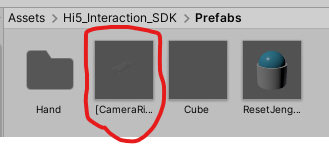 Assets › Hi5_Interaction_SDK › Prefabs
Hand [CameraRi... Cube ResetJeng...